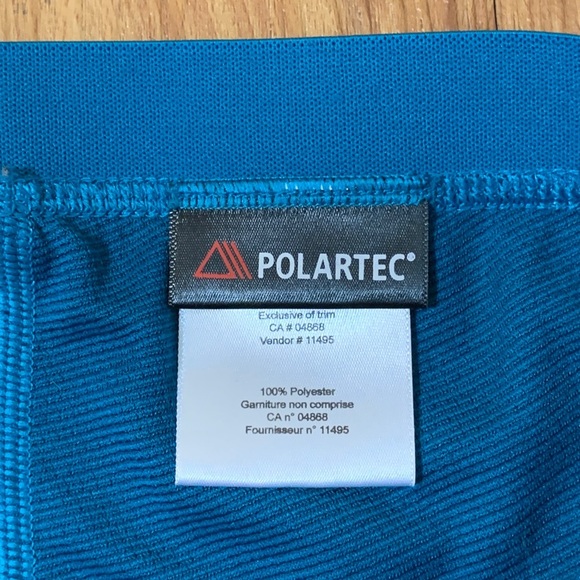 POLARTEC®
Exclusive of trim
CA # 04868
Vendor # 11495
100% Polyester
Garniture non comprise
CA n° 04868
Fournisseur n° 11495